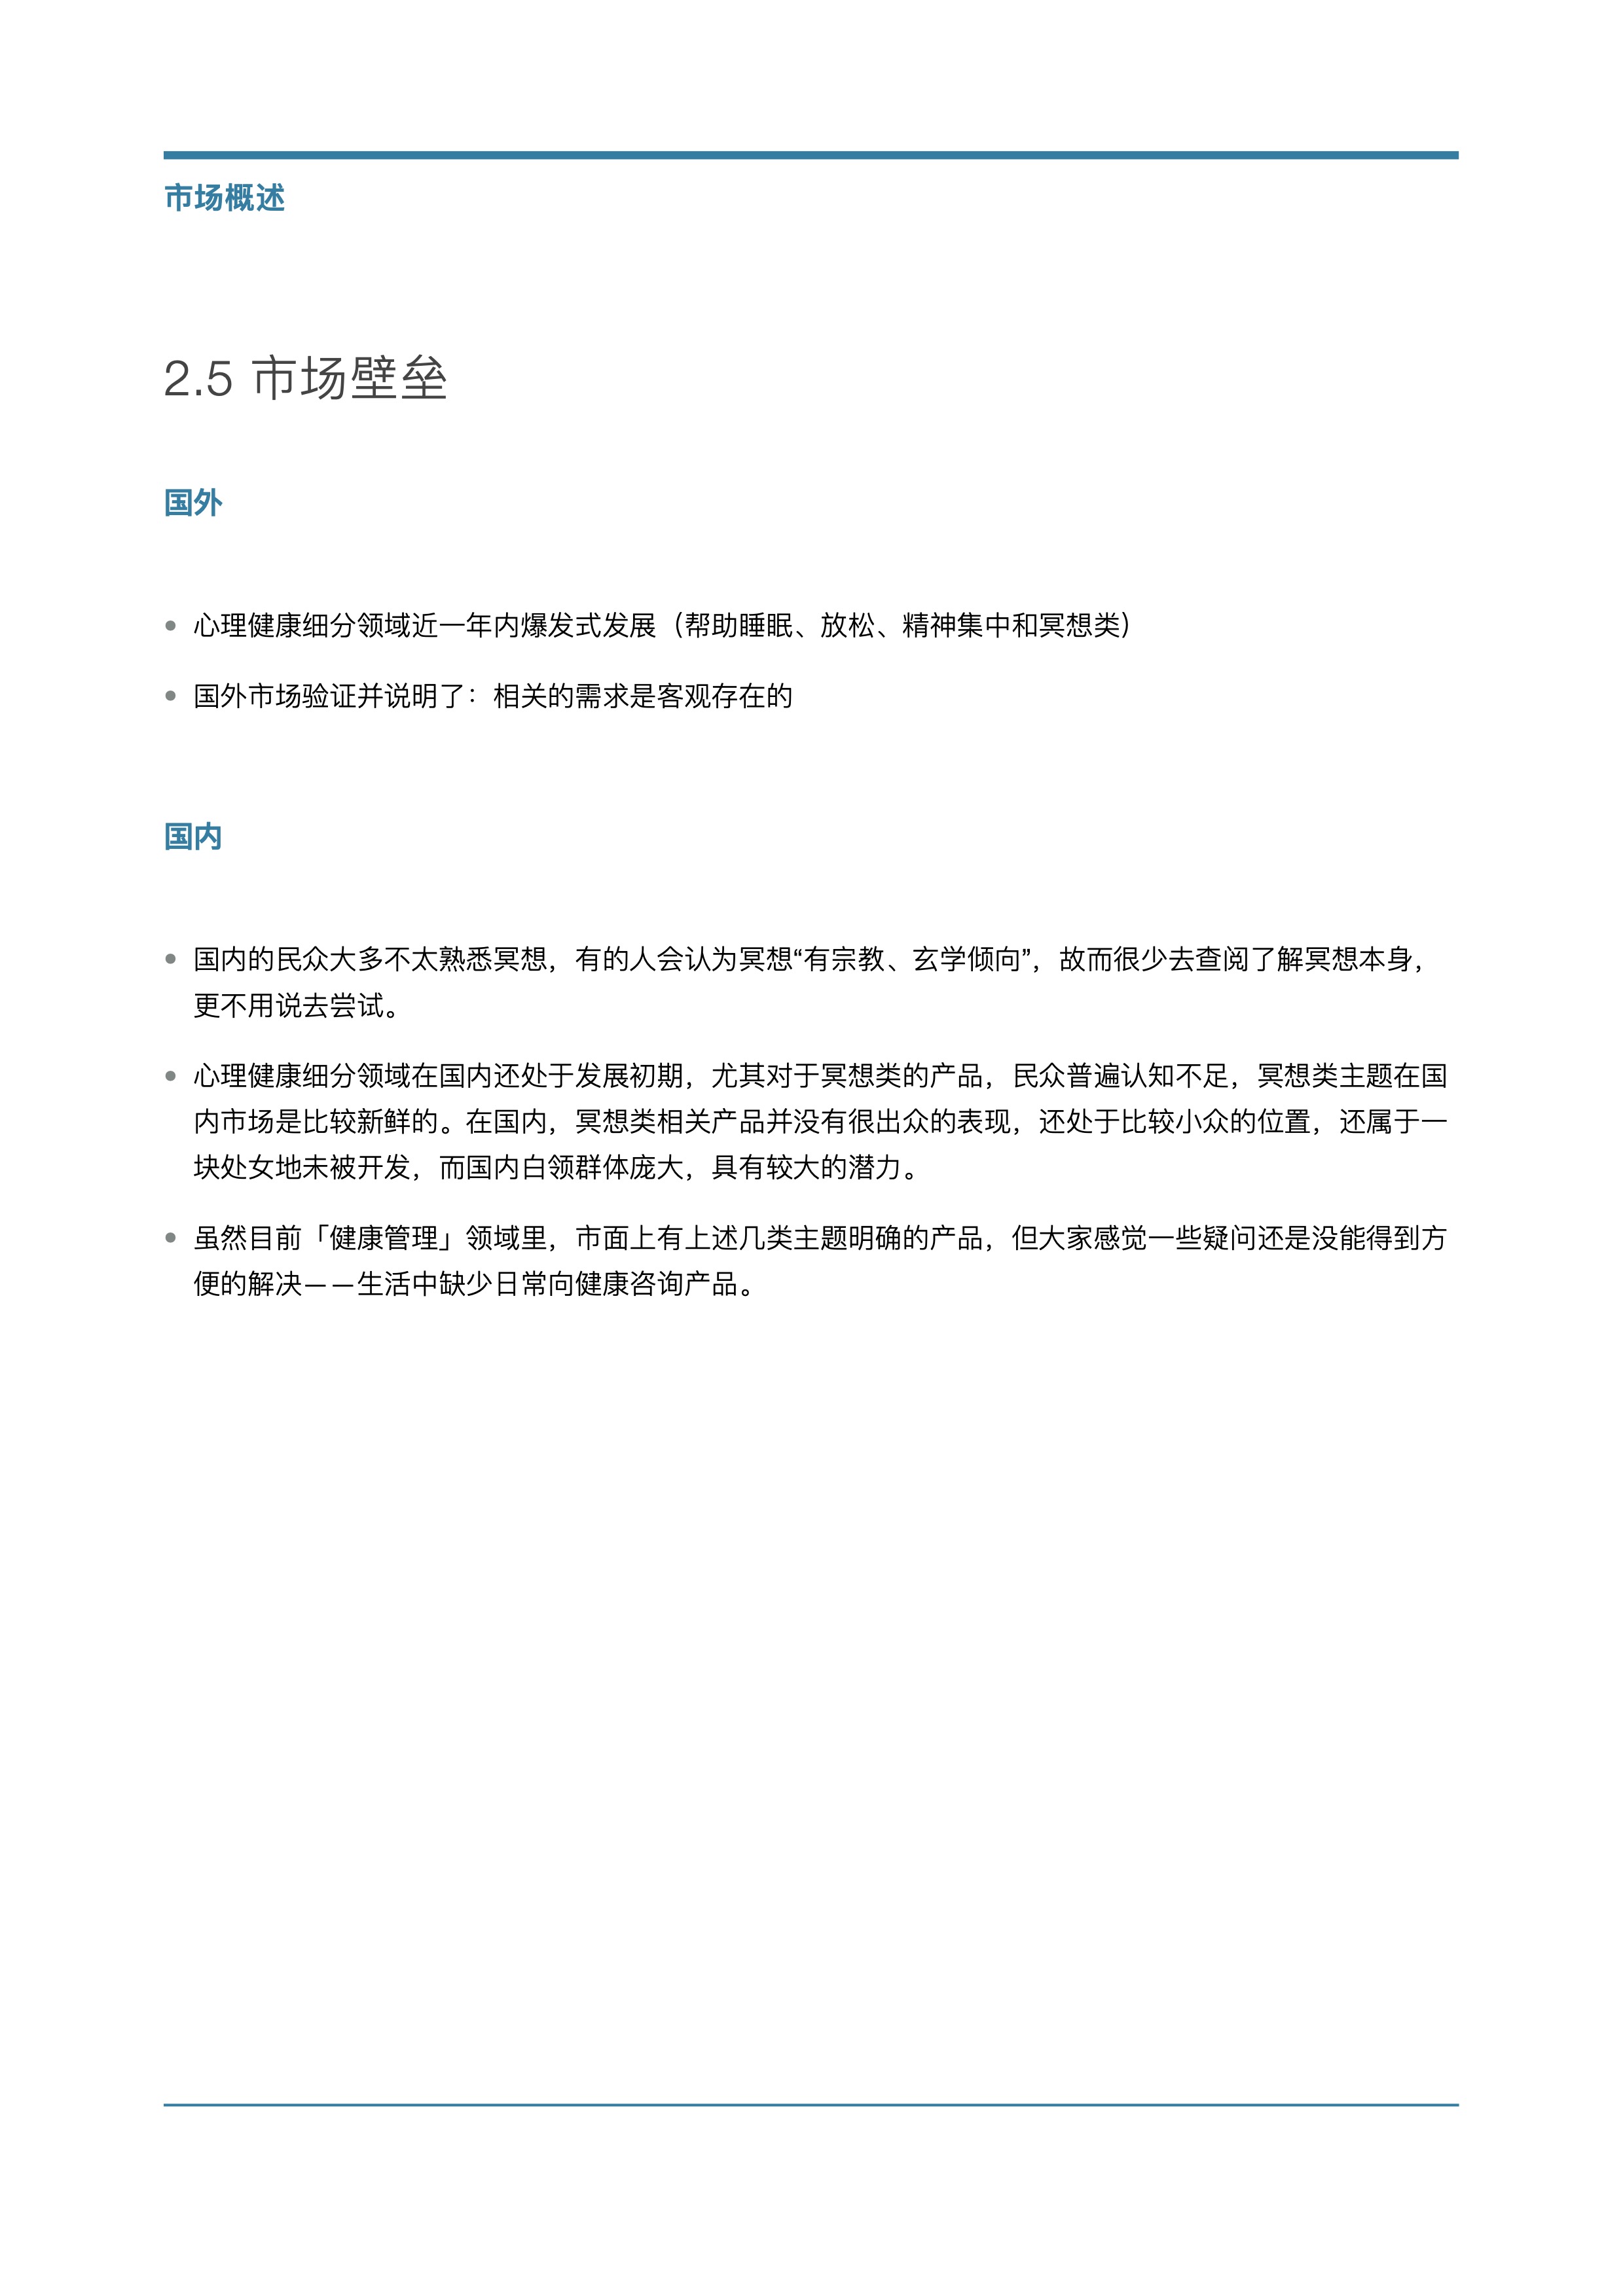 市场概述
2.5 市场壁垒
国外
• 心理健康细分领域近一年内爆发式发展（帮助睡眠、放松、精神集中和冥想类）
• 国外市场验证并说明了：相关的需求是客观存在的
国内
• 国内的民众大多不太熟悉冥想，有的人会认为冥想“有宗教、玄学倾向”，故而很少去查阅了解冥想本身，
更不用说去尝试。
• 心理健康细分领域在国内还处于发展初期，尤其对于冥想类的产品，民众普遍认知不足，冥想类主题在国
内市场是比较新鲜的。在国内，冥想类相关产品并没有很出众的表现，还处于比较小众的位置，还属于一
块处女地未被开发，而国内白领群体庞大，具有较大的潜力。
• 虽然目前「健康管理」领域里，市面上有上述几类主题明确的产品，但大家感觉一些疑问还是没能得到方
便的解决——生活中缺少日常向健康咨询产品。